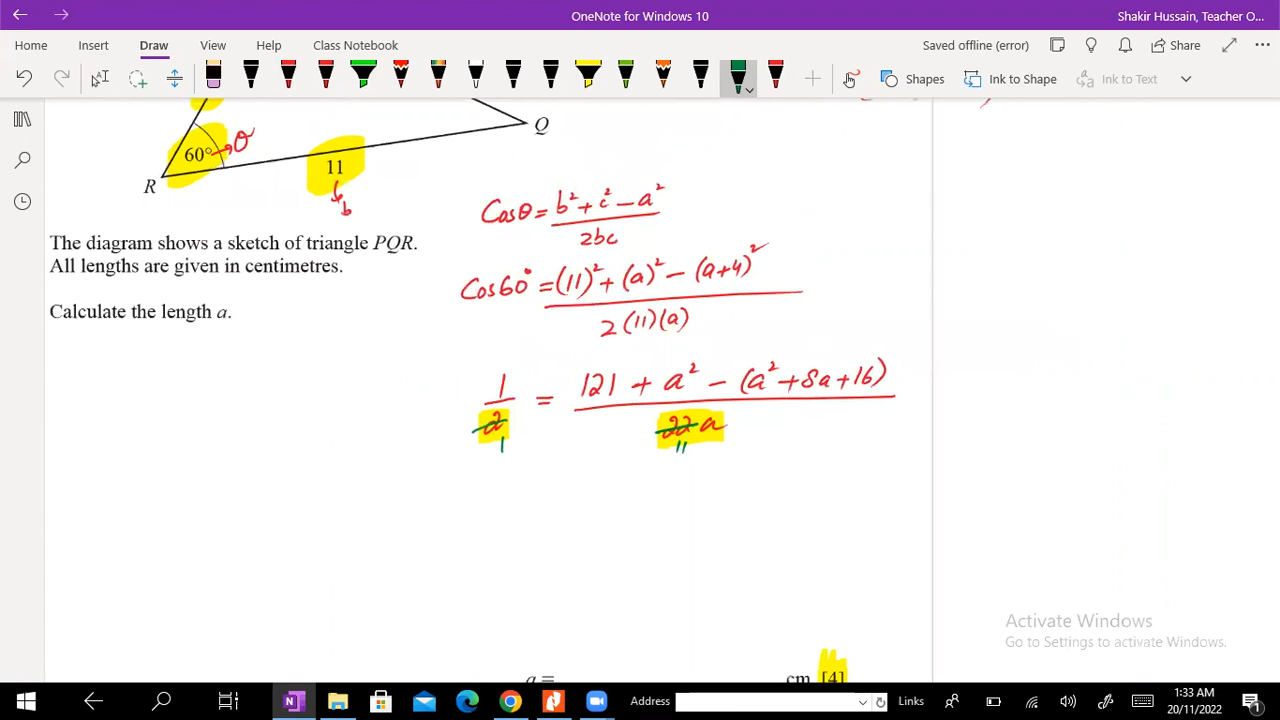 OneNote for Windows 10
Shakir Hussain, Teacher O...
Home Insert Draw View Help Class Notebook
Saved offline (error) Share
Shapes Ink to Shape Ink to Text
Q
60° → θ
11
R
b
Cosθ = b² + c² - a²
2bc
The diagram shows a sketch of triangle PQR.
All lengths are given in centimetres.
Cos60° = (11)² + (a)² - (a+4)²
2(11)(a)
Calculate the length a.
1 = 121 + a² - (a² + 8a + 16)
2 22a
1 11
Activate Windows
Go to Settings to activate Windows.
a = cm [4]
Address Links
1:33 AM
20/11/2022
1